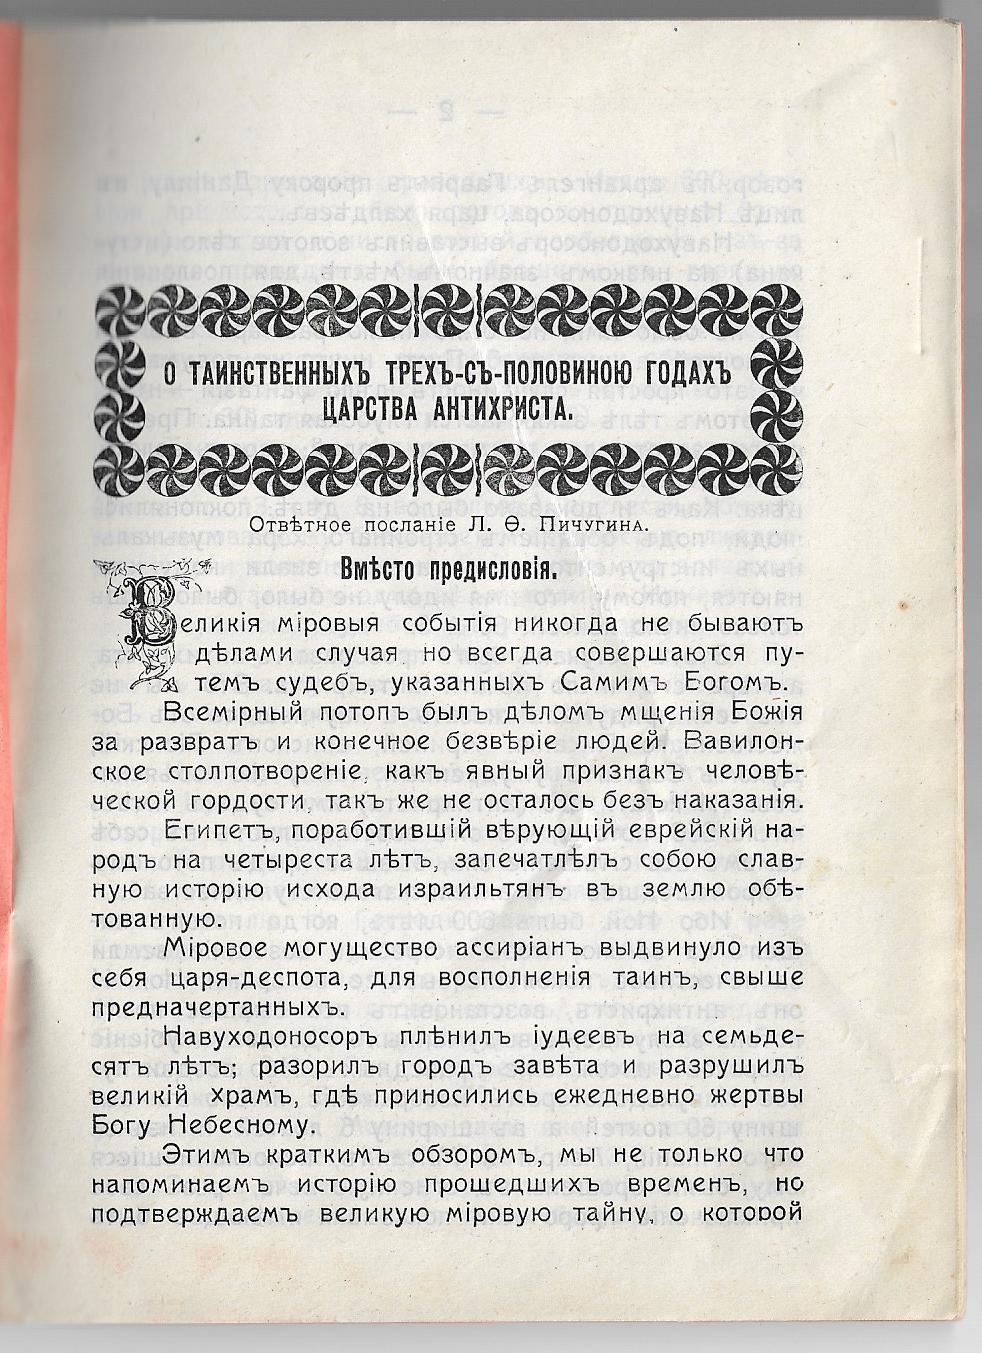 О ТАИНСТВЕННЫХЪ ТРЕХЪ-СЪ-ПОЛОВИНОЮ ГОДАХЪ
ЦАРСТВА АНТИХРИСТА.
Отвѣтное посланіе Л. Ѳ. Пичугина.
Вмѣсто предисловія.
Великія міровыя событія никогда не бываютъ
дѣлами случая, но всегда совершаются пу-
темъ судебъ, указанныхъ Самимъ Богомъ.
Всемірный потопъ былъ дѣломъ мщенія Божія
за развратъ и конечное безвѣріе людей. Вавилон-
ское столпотвореніе, какъ явный признакъ человѣ-
ческой гордости, такъ же не осталось безъ наказанія.
Египетъ, поработившій вѣрующій еврейскій на-
родъ на четыреста лѣтъ, запечатлѣлъ собою слав-
ную исторію исхода израильтянъ въ землю обѣ-
тованную.
Міровое могущество ассиріанъ выдвинуло изъ
себя царя-деспота, для восполненія таинъ, свыше
предначертанныхъ.
Навуходоносоръ плѣнилъ іудеевъ на семьде-
сятъ лѣтъ; разорилъ городъ завѣта и разрушилъ
великій Храмъ, гдѣ приносились ежедневно жертвы
Богу Небесному.
Этимъ краткимъ обзоромъ, мы не только что
напоминаемъ исторію прошедшихъ временъ, но
подтверждаемъ великую міровую тайну, о которой